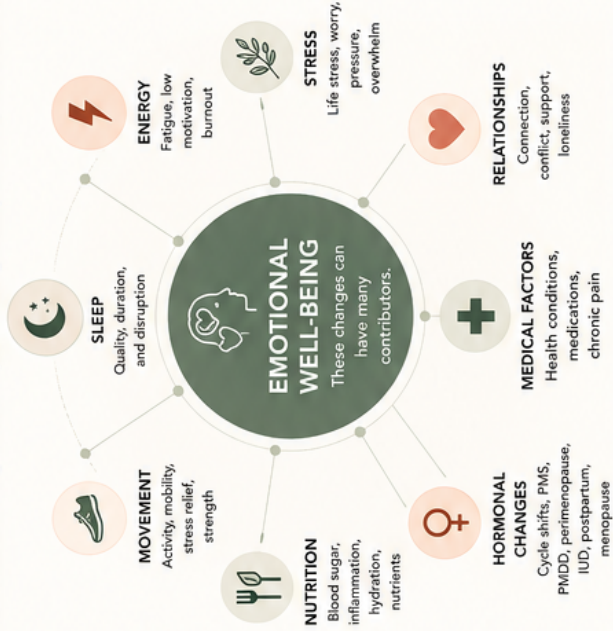 EMOTIONAL
WELL-BEING
These changes can
have many
contributors.
SLEEP
Quality, duration,
and disruption
ENERGY
Fatigue, low
motivation,
burnout
STRESS
Life stress, worry,
pressure,
overwhelm
RELATIONSHIPS
Connection,
conflict, support,
loneliness
MEDICAL FACTORS
Health conditions,
medications,
chronic pain
HORMONAL
CHANGES
Cycle shifts, PMS,
PMDD, perimenopause,
IUD, postpartum,
menopause
NUTRITION
Blood sugar,
inflammation,
hydration,
nutrients
MOVEMENT
Activity, mobility,
stress relief,
strength